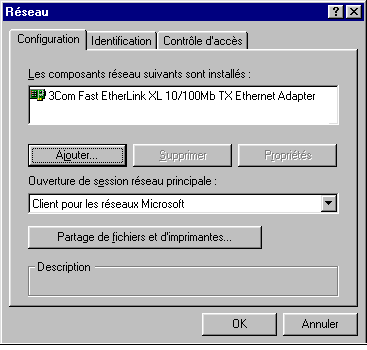 Réseau
Configuration
Identification
Contrôle d'accès
Les composants réseau suivants sont installés :
3Com Fast EtherLink XL 10/100Mb TX Ethernet Adapter
Ajouter...
Supprimer
Propriétés
Ouverture de session réseau principale :
Client pour les réseaux Microsoft
Partage de fichiers et d'imprimantes...
Description
OK
Annuler